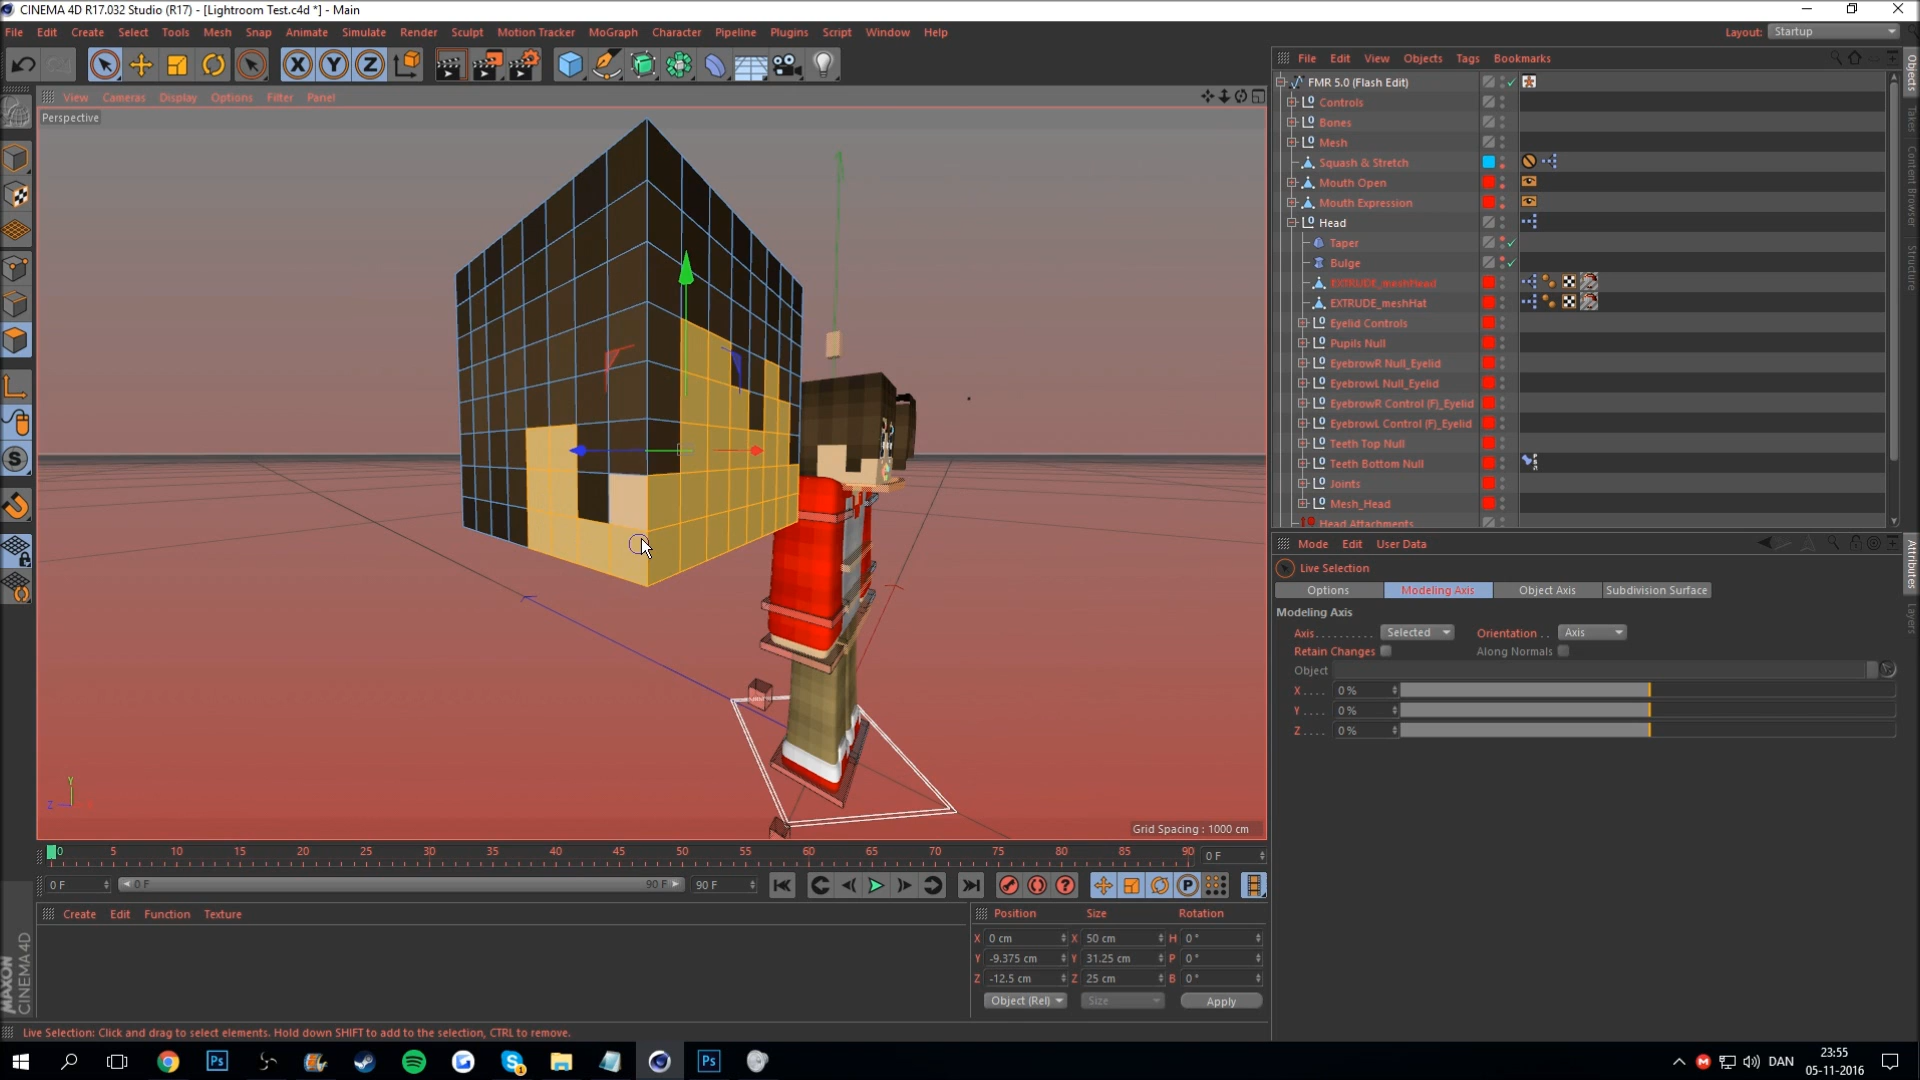 CINEMA 4D R17.032 Studio (R17) - [Lightroom Test.c4d *] - Main
File Edit Create Select Tools Mesh Snap Animate Simulate Render Sculpt Motion Tracker MoGraph Character Pipeline Plugins Script Window Help
Layout: Startup
View Cameras Display Options Filter Panel
Perspective
Grid Spacing : 1000 cm
File Edit View Objects Tags Bookmarks
FMR 5.0 (Flash Edit)
Controls
Bones
Mesh
Squash & Stretch
Mouth Open
Mouth Expression
Head
Taper
Bulge
EXTRUDE_meshHead
EXTRUDE_meshHat
Eyelid Controls
Pupils Null
EyebrowR Null_Eyelid
EyebrowL Null_Eyelid
EyebrowR Control (F)_Eyelid
EyebrowL Control (F)_Eyelid
Teeth Top Null
Teeth Bottom Null
Joints
Mesh_Head
Head Attachments
Objects
Takes
Content Browser
Structure
Mode Edit User Data
Live Selection
Options Modeling Axis Object Axis Subdivision Surface
Modeling Axis
Axis Selected Orientation Axis
Retain Changes Along Normals
Object
X 0 %
Y 0 %
Z 0 %
Attributes
Layers
0 5 10 15 20 25 30 35 40 45 50 55 60 65 70 75 80 85 90 0 F
0 F 0 F 90 F 90 F
Create Edit Function Texture
Position Size Rotation
X 0 cm X 50 cm H 0 °
Y -9.375 cm Y 31.25 cm P 0 °
Z -12.5 cm Z 25 cm B 0 °
Object (Rel) Size Apply
MAXON CINEMA 4D
Live Selection: Click and drag to select elements. Hold down SHIFT to add to the selection, CTRL to remove.
DAN
23:55
05-11-2016